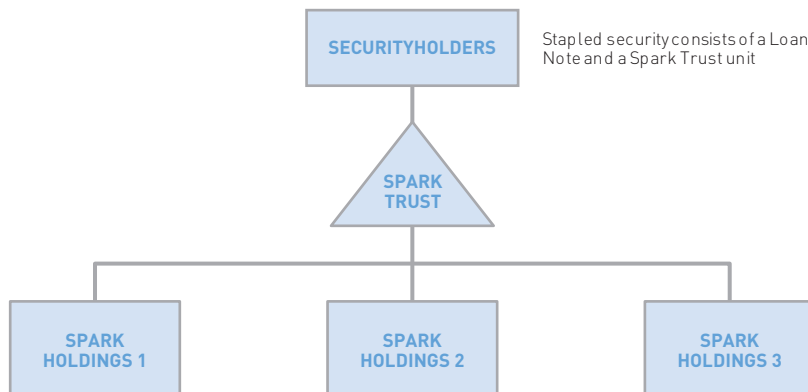 SECURITYHOLDERS
Stapled security consists of a Loan
Note and a Spark Trust unit
SPARK
TRUST
SPARK
HOLDINGS 1
SPARK
HOLDINGS 2
SPARK
HOLDINGS 3